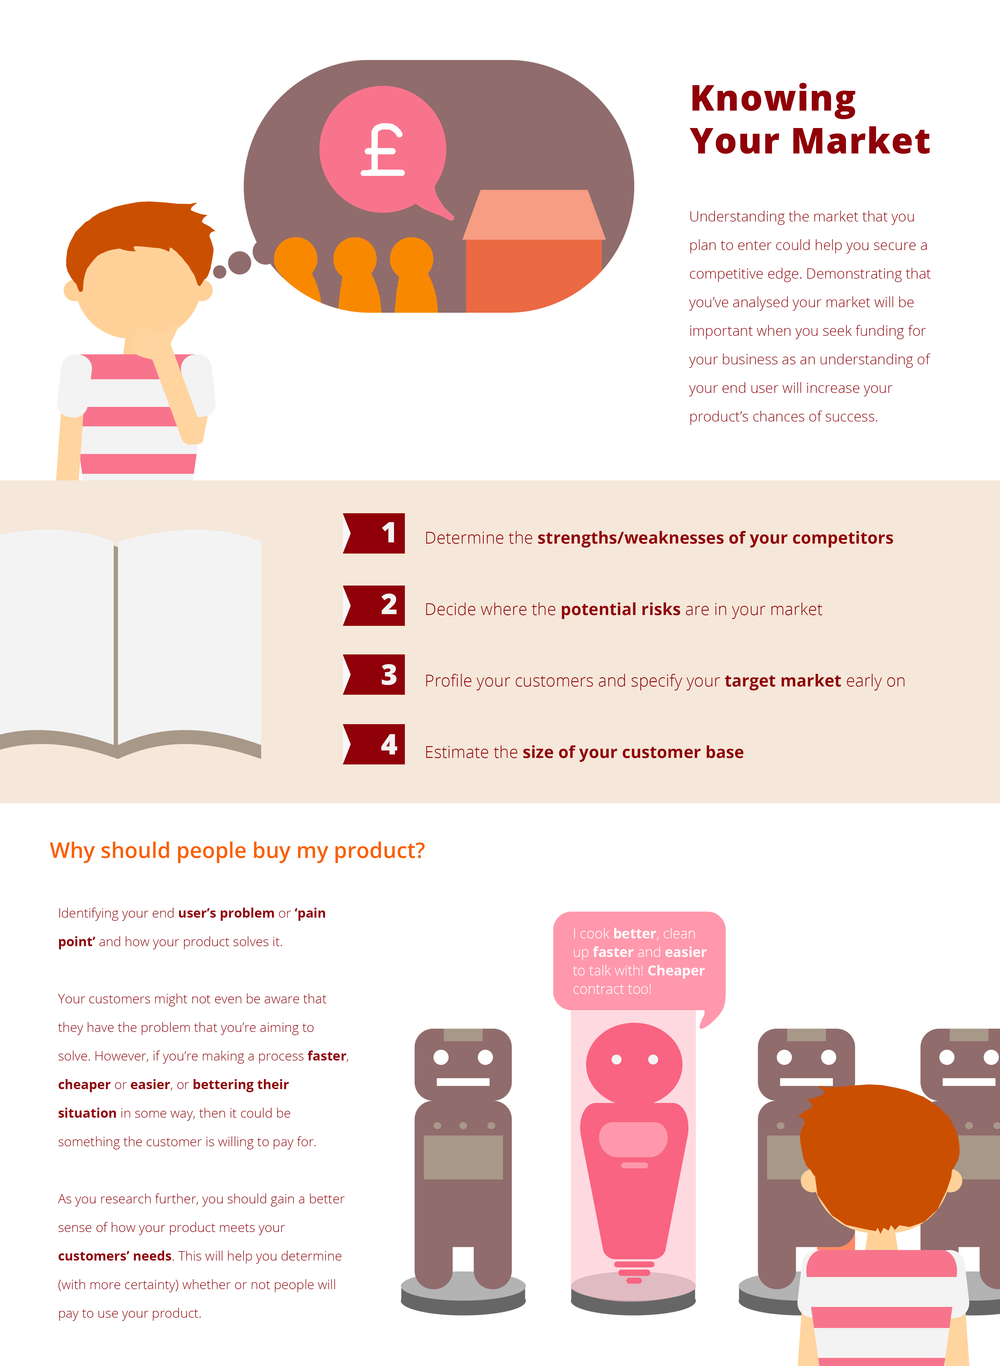 £
Knowing
Your Market
Understanding the market that you
plan to enter could help you secure a
competitive edge. Demonstrating that
you’ve analysed your market will be
important when you seek funding for
your business as an understanding of
your end user will increase your
product’s chances of success.
1 Determine the strengths/weaknesses of your competitors
2 Decide where the potential risks are in your market
3 Profile your customers and specify your target market early on
4 Estimate the size of your customer base
Why should people buy my product?
Identifying your end user’s problem or ‘pain
point’ and how your product solves it.
Your customers might not even be aware that
they have the problem that you’re aiming to
solve. However, if you’re making a process faster,
cheaper or easier, or bettering their
situation in some way, then it could be
something the customer is willing to pay for.
As you research further, you should gain a better
sense of how your product meets your
customers’ needs. This will help you determine
(with more certainty) whether or not people will
pay to use your product.
I cook better, clean
up faster and easier
to talk with! Cheaper
contract too!